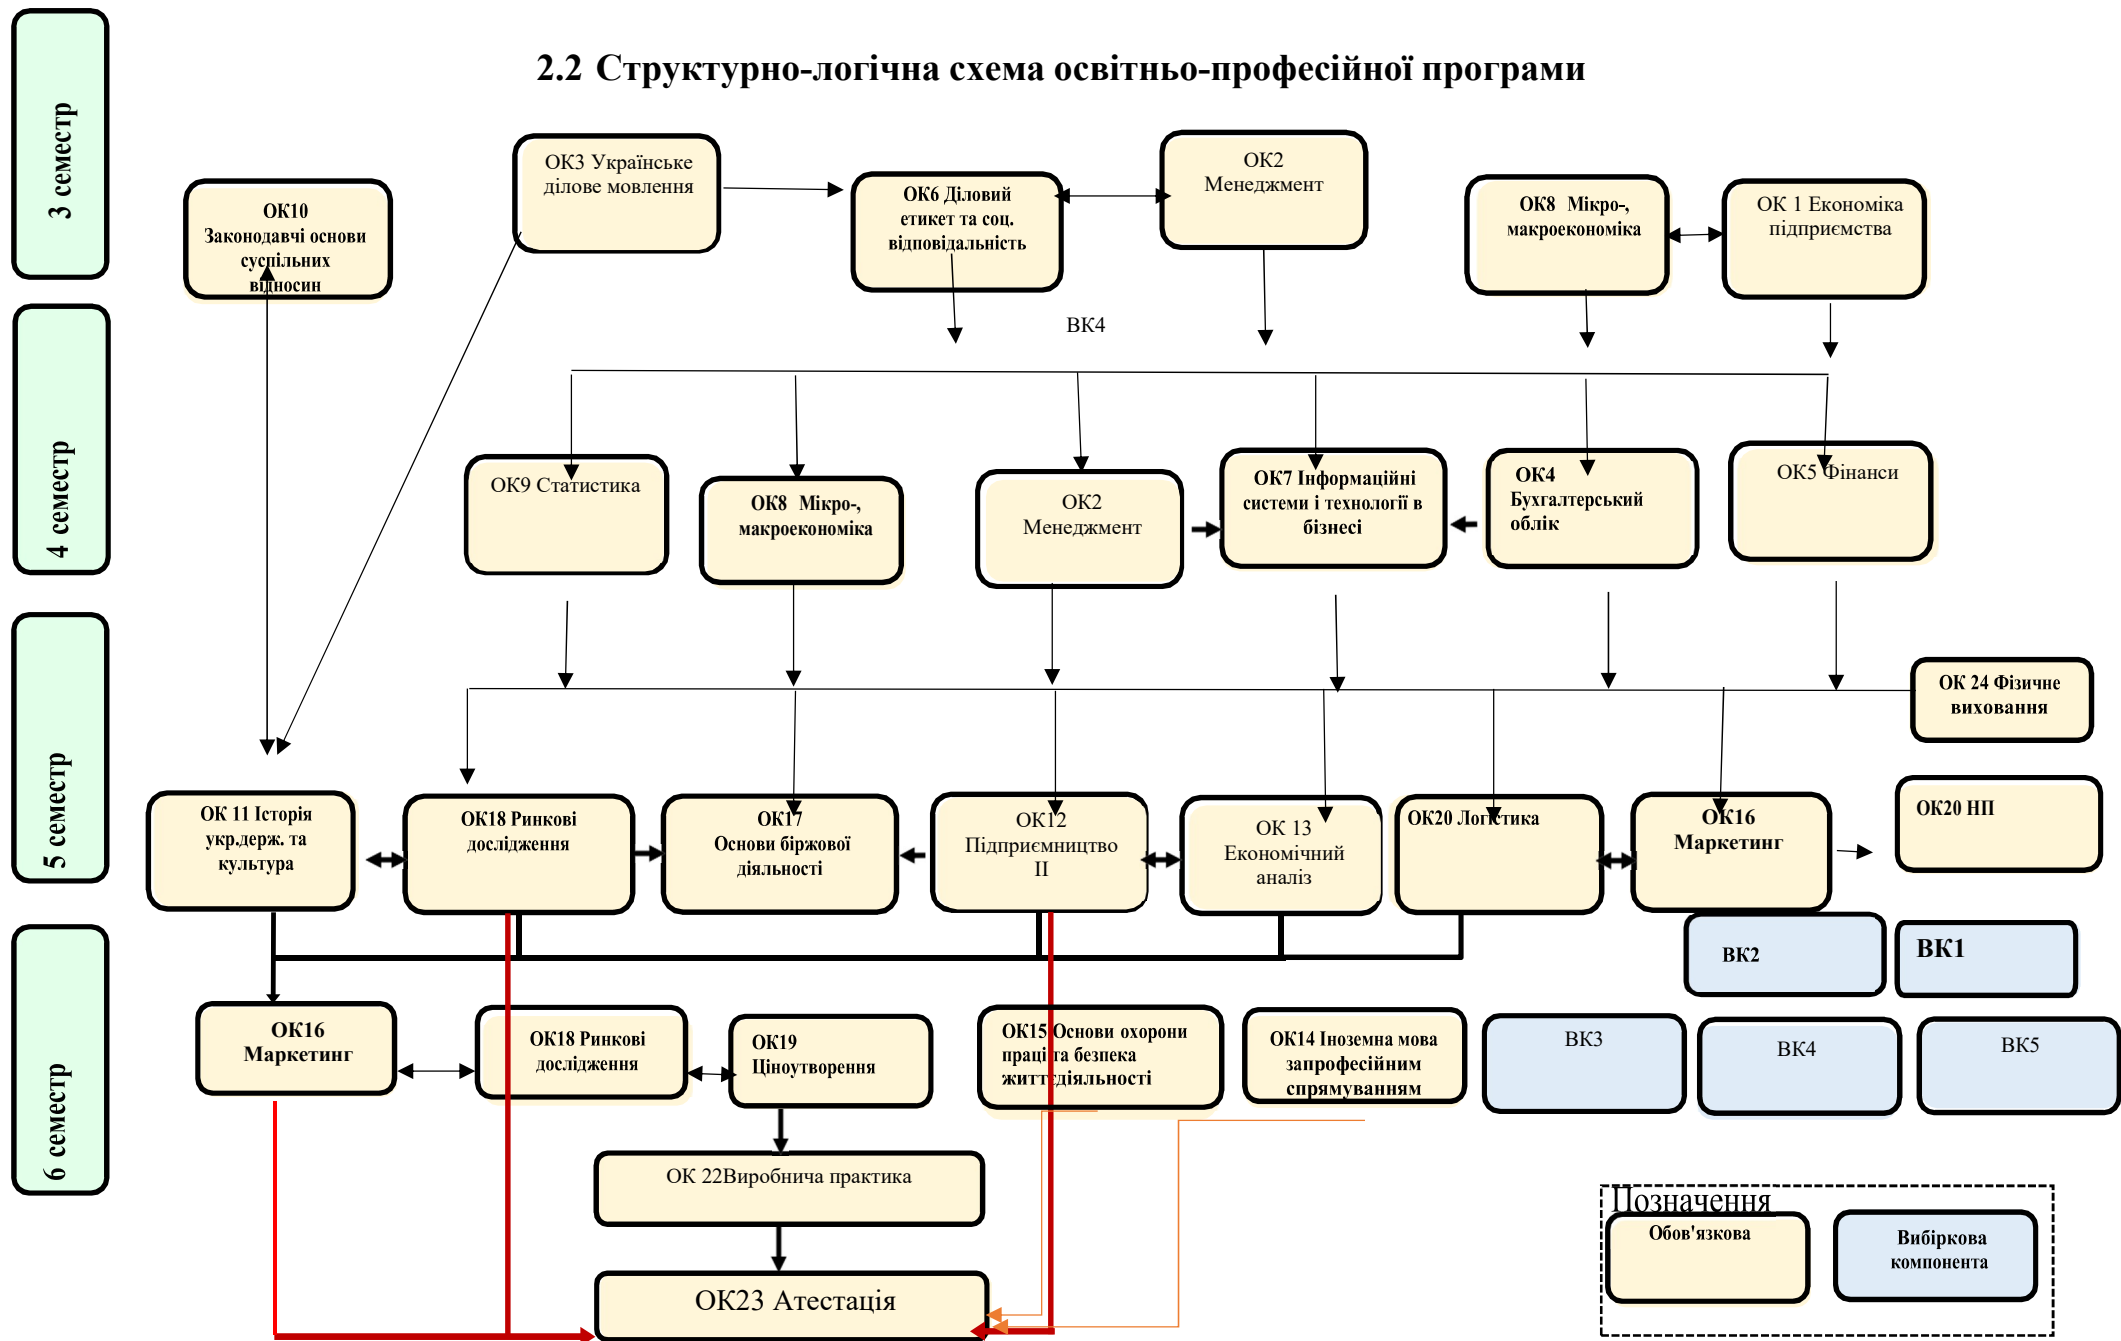 2.2 Структурно-логічна схема освітньо-професійної програми
3 семестр
ОК3 Українське
ділове мовлення
ОК2
Менеджмент
ОК10
Законодавчі основи
суспільних
відносин
ОК6 Діловий
етикет та соц.
відповідальність
ОК8 Мікро-,
макроекономіка
ОК 1 Економіка
підприємства
ВК4
4 семестр
ОК9 Статистика
ОК8 Мікро-,
макроекономіка
ОК2
Менеджмент
ОК7 Інформаційні
системи і технології в
бізнесі
ОК4
Бухгалтерський
облік
ОК5 Фінанси
5 семестр
ОК 24 Фізичне
виховання
ОК 11 Історія
укр.держ. та
культура
ОК18 Ринкові
дослідження
ОК17
Основи біржової
діяльності
ОК12
Підприємництво
ІІ
ОК 13
Економічний
аналіз
ОК20 Логістика
ОК16
Маркетинг
ОК20 НП
6 семестр
ВК2
ВК1
ОК16
Маркетинг
ОК18 Ринкові
дослідження
ОК19
Ціноутворення
ОК15 Основи охорони
праці та безпека
життєдіяльності
ОК14 Іноземна мова
запрофесійним
спрямуванням
ВК3
ВК4
ВК5
ОК 22Виробнича практика
ОК23 Атестація
Позначення
Обов'язкова
Вибіркова
компонента